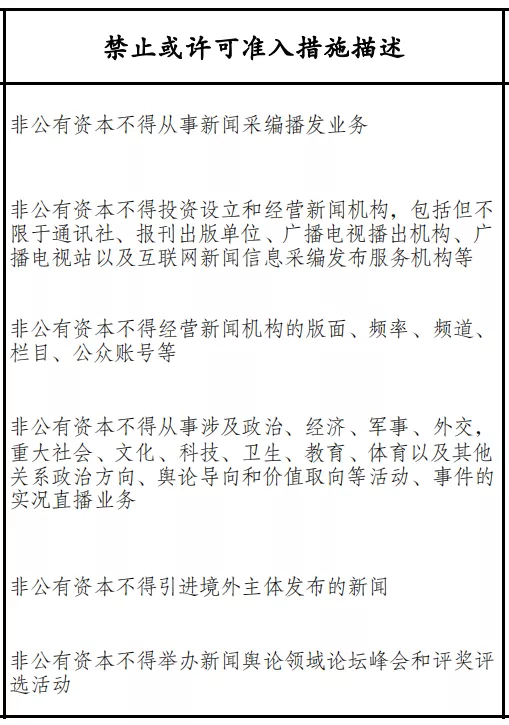 禁止或许可准入措施描述
非公有资本不得从事新闻采编播发业务
非公有资本不得投资设立和经营新闻机构，包括但不
限于通讯社、报刊出版单位、广播电视播出机构、广
播电视站以及互联网新闻信息采编发布服务机构等
非公有资本不得经营新闻机构的版面、频率、频道、
栏目、公众账号等
非公有资本不得从事涉及政治、经济、军事、外交，
重大社会、文化、科技、卫生、教育、体育以及其他
关系政治方向、舆论导向和价值取向等活动、事件的
实况直播业务
非公有资本不得引进境外主体发布的新闻
非公有资本不得举办新闻舆论领域论坛峰会和评奖评
选活动